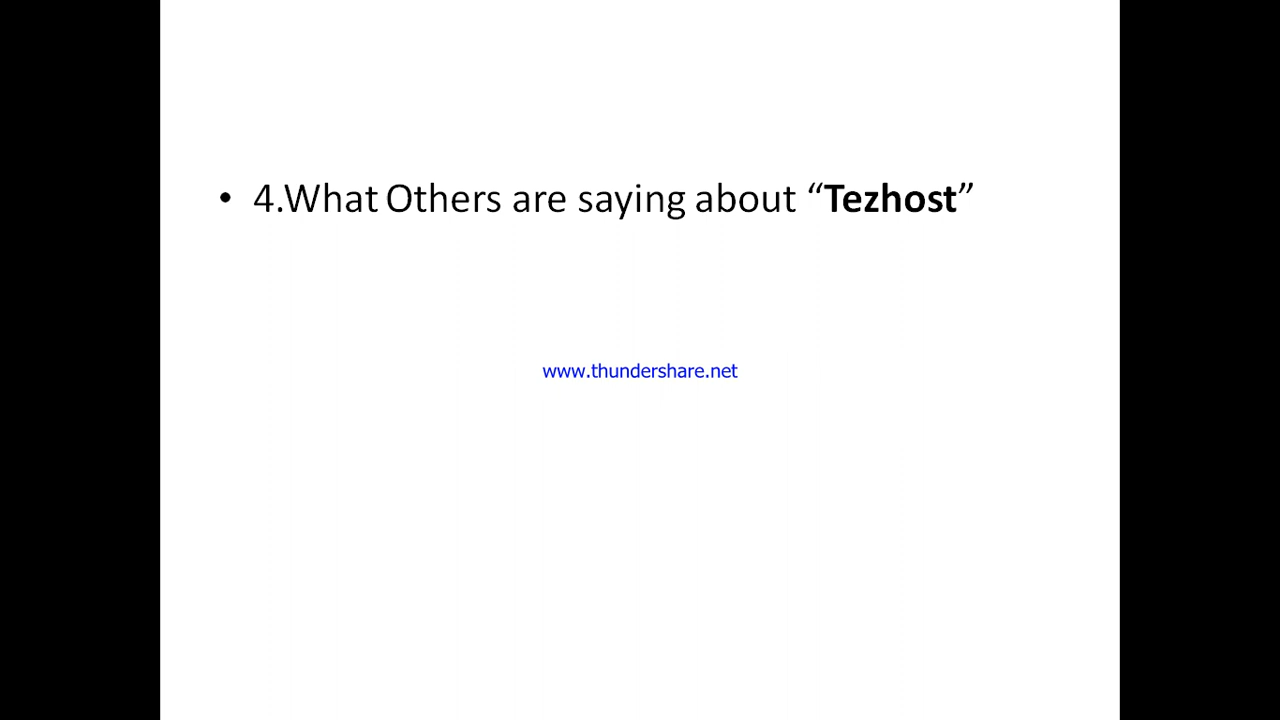 • 4.What Others are saying about “Tezhost”
www.thundershare.net